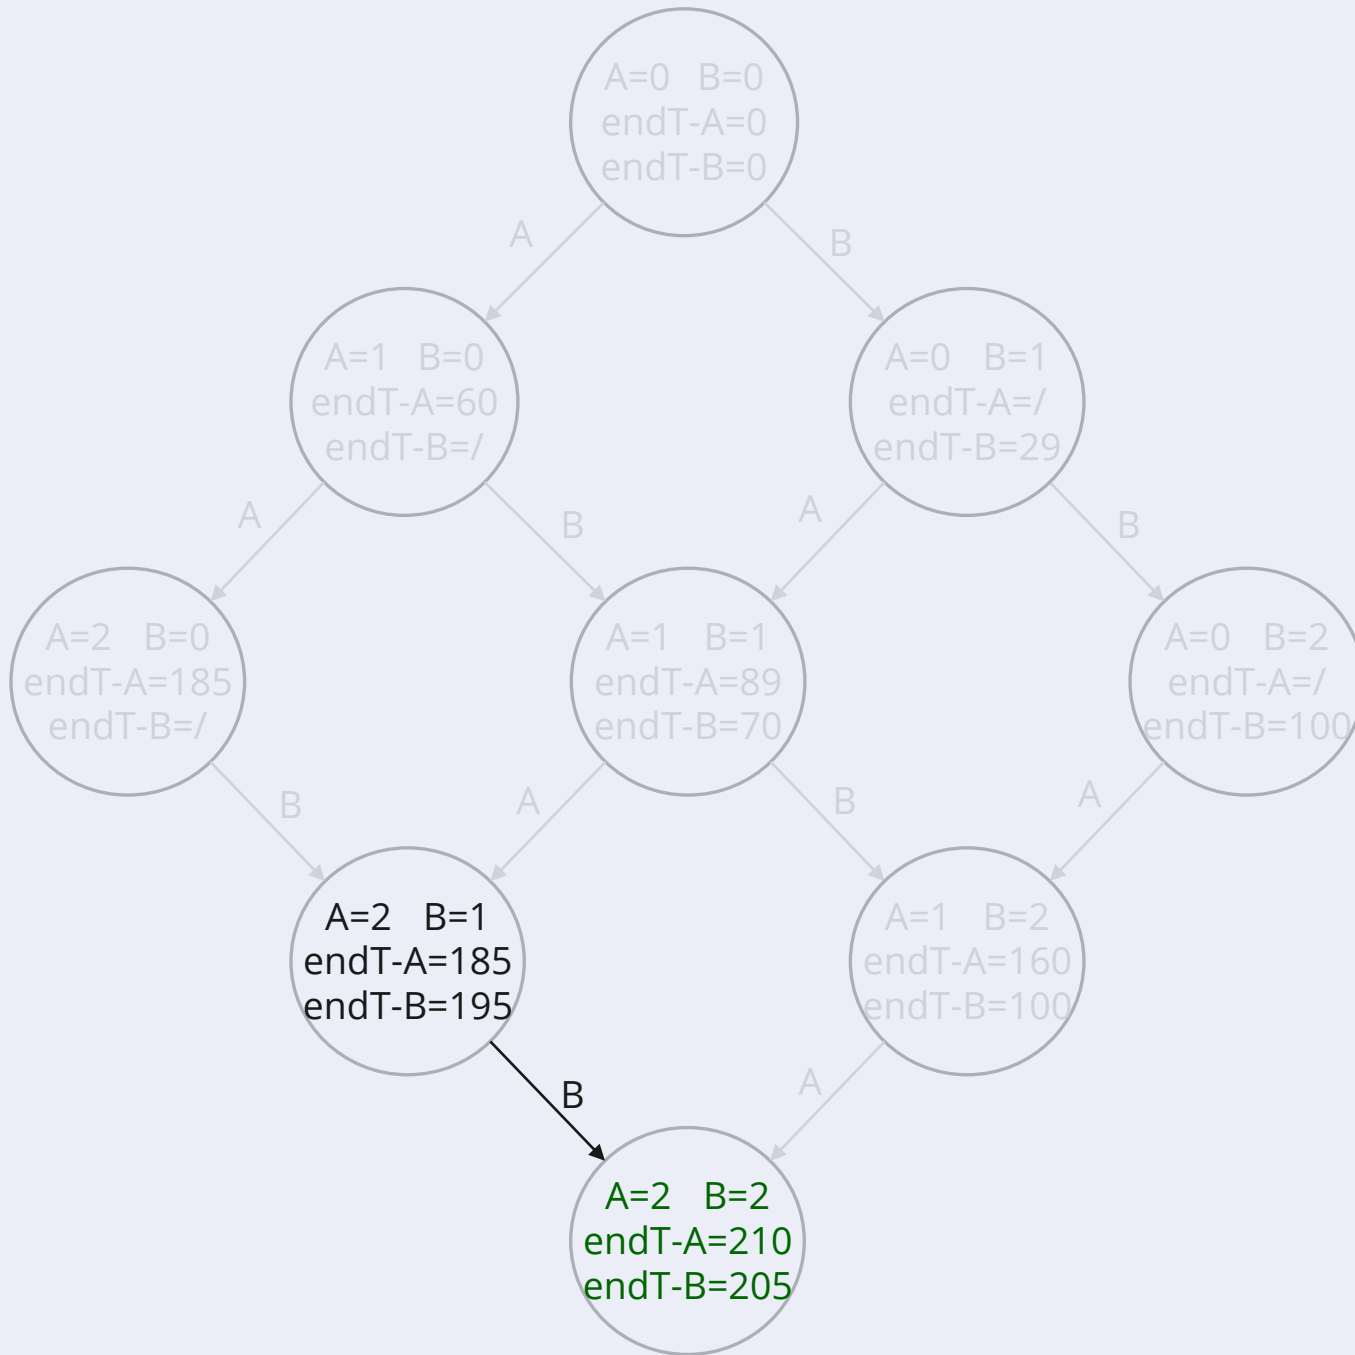 A=0 B=0
endT-A=0
endT-B=0
A
B
A=1 B=0
endT-A=60
endT-B=/
A=0 B=1
endT-A=/
endT-B=29
A
B
A
B
A=2 B=0
endT-A=185
endT-B=/
A=1 B=1
endT-A=89
endT-B=70
A=0 B=2
endT-A=/
endT-B=100
B
A
B
A
A=2 B=1
endT-A=185
endT-B=195
A=1 B=2
endT-A=160
endT-B=100
B
A
A=2 B=2
endT-A=210
endT-B=205